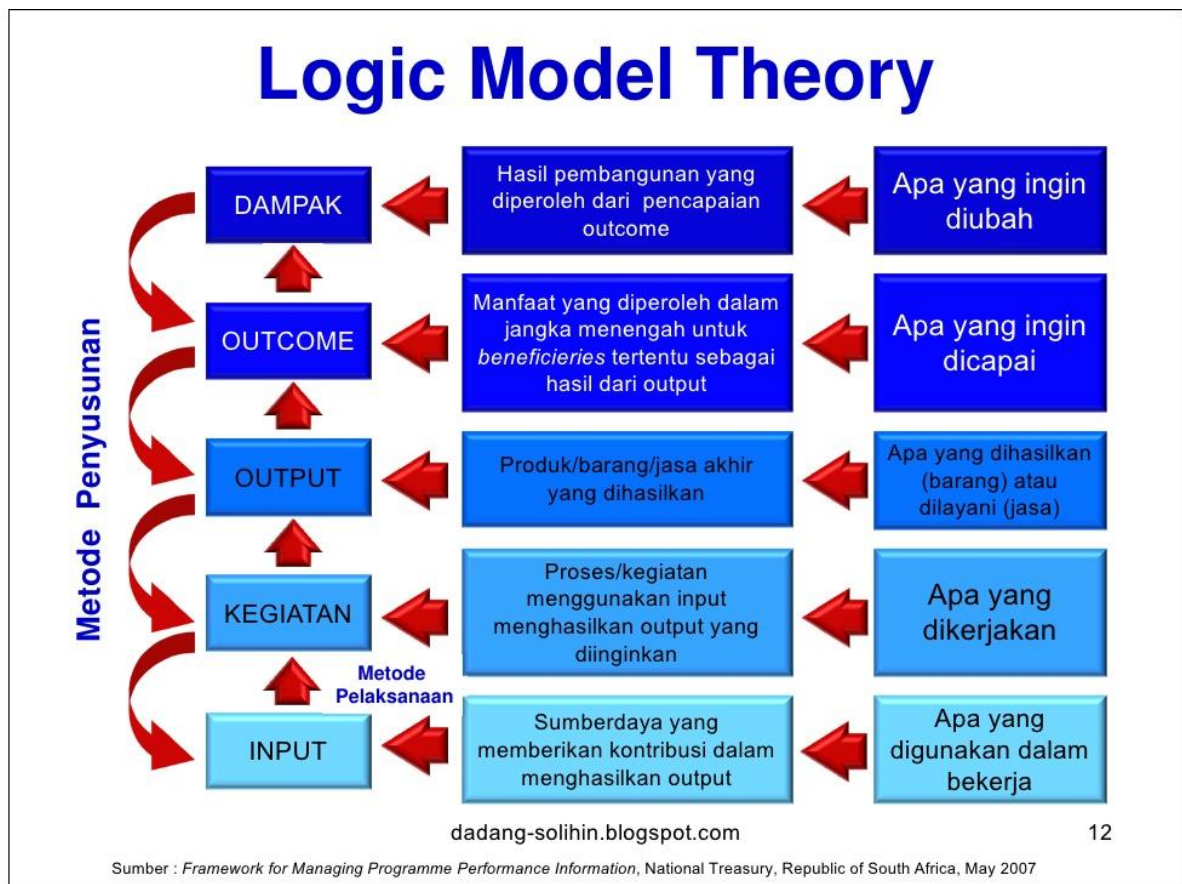 Logic Model Theory
Metode Penyusunan
DAMPAK
Hasil pembangunan yang
diperoleh dari pencapaian
outcome
Apa yang ingin
diubah
OUTCOME
Manfaat yang diperoleh dalam
jangka menengah untuk
beneficieries tertentu sebagai
hasil dari output
Apa yang ingin
dicapai
OUTPUT
Produk/barang/jasa akhir
yang dihasilkan
Apa yang dihasilkan
(barang) atau
dilayani (jasa)
KEGIATAN
Proses/kegiatan
menggunakan input
menghasilkan output yang
diinginkan
Apa yang
dikerjakan
Metode
Pelaksanaan
INPUT
Sumberdaya yang
memberikan kontribusi dalam
menghasilkan output
Apa yang
digunakan dalam
bekerja
dadang-solihin.blogspot.com
12
Sumber : Framework for Managing Programme Performance Information, National Treasury, Republic of South Africa, May 2007